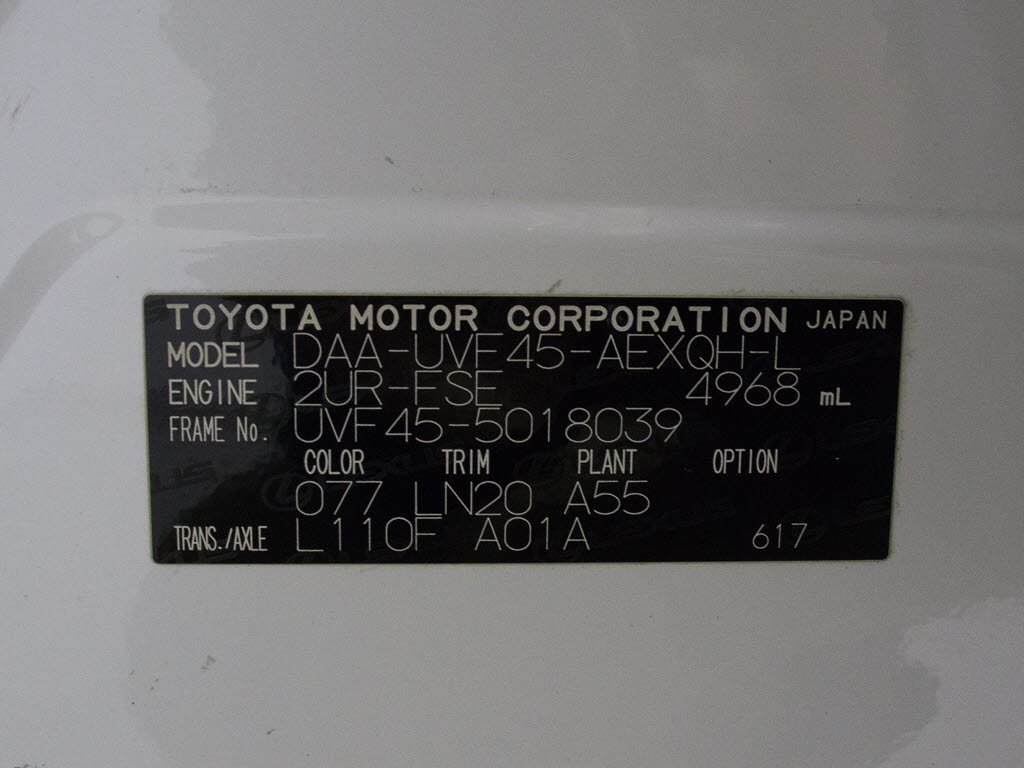 TOYOTA MOTOR CORPORATION JAPAN
MODEL DAA-UVF45-AEXQH-L
ENGINE 2UR-FSE 4968 mL
FRAME No. UVF45-5018039
COLOR TRIM PLANT OPTION
077 LN20 A55
TRANS./AXLE L110F A01A 617